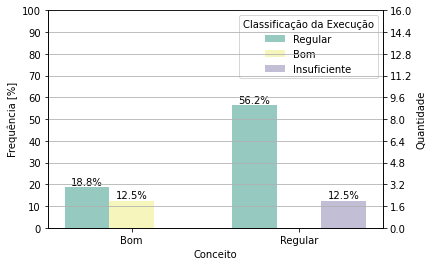 Classificação da Execução
Regular
Bom
Insuficiente
Frequência [%]
100
90
80
70
60
50
40
30
20
10
0
16.0
14.4
12.8
11.2
9.6
8.0
6.4
4.8
3.2
1.6
0.0
Quantidade
18.8%
12.5%
56.2%
12.5%
Bom
Regular
Conceito